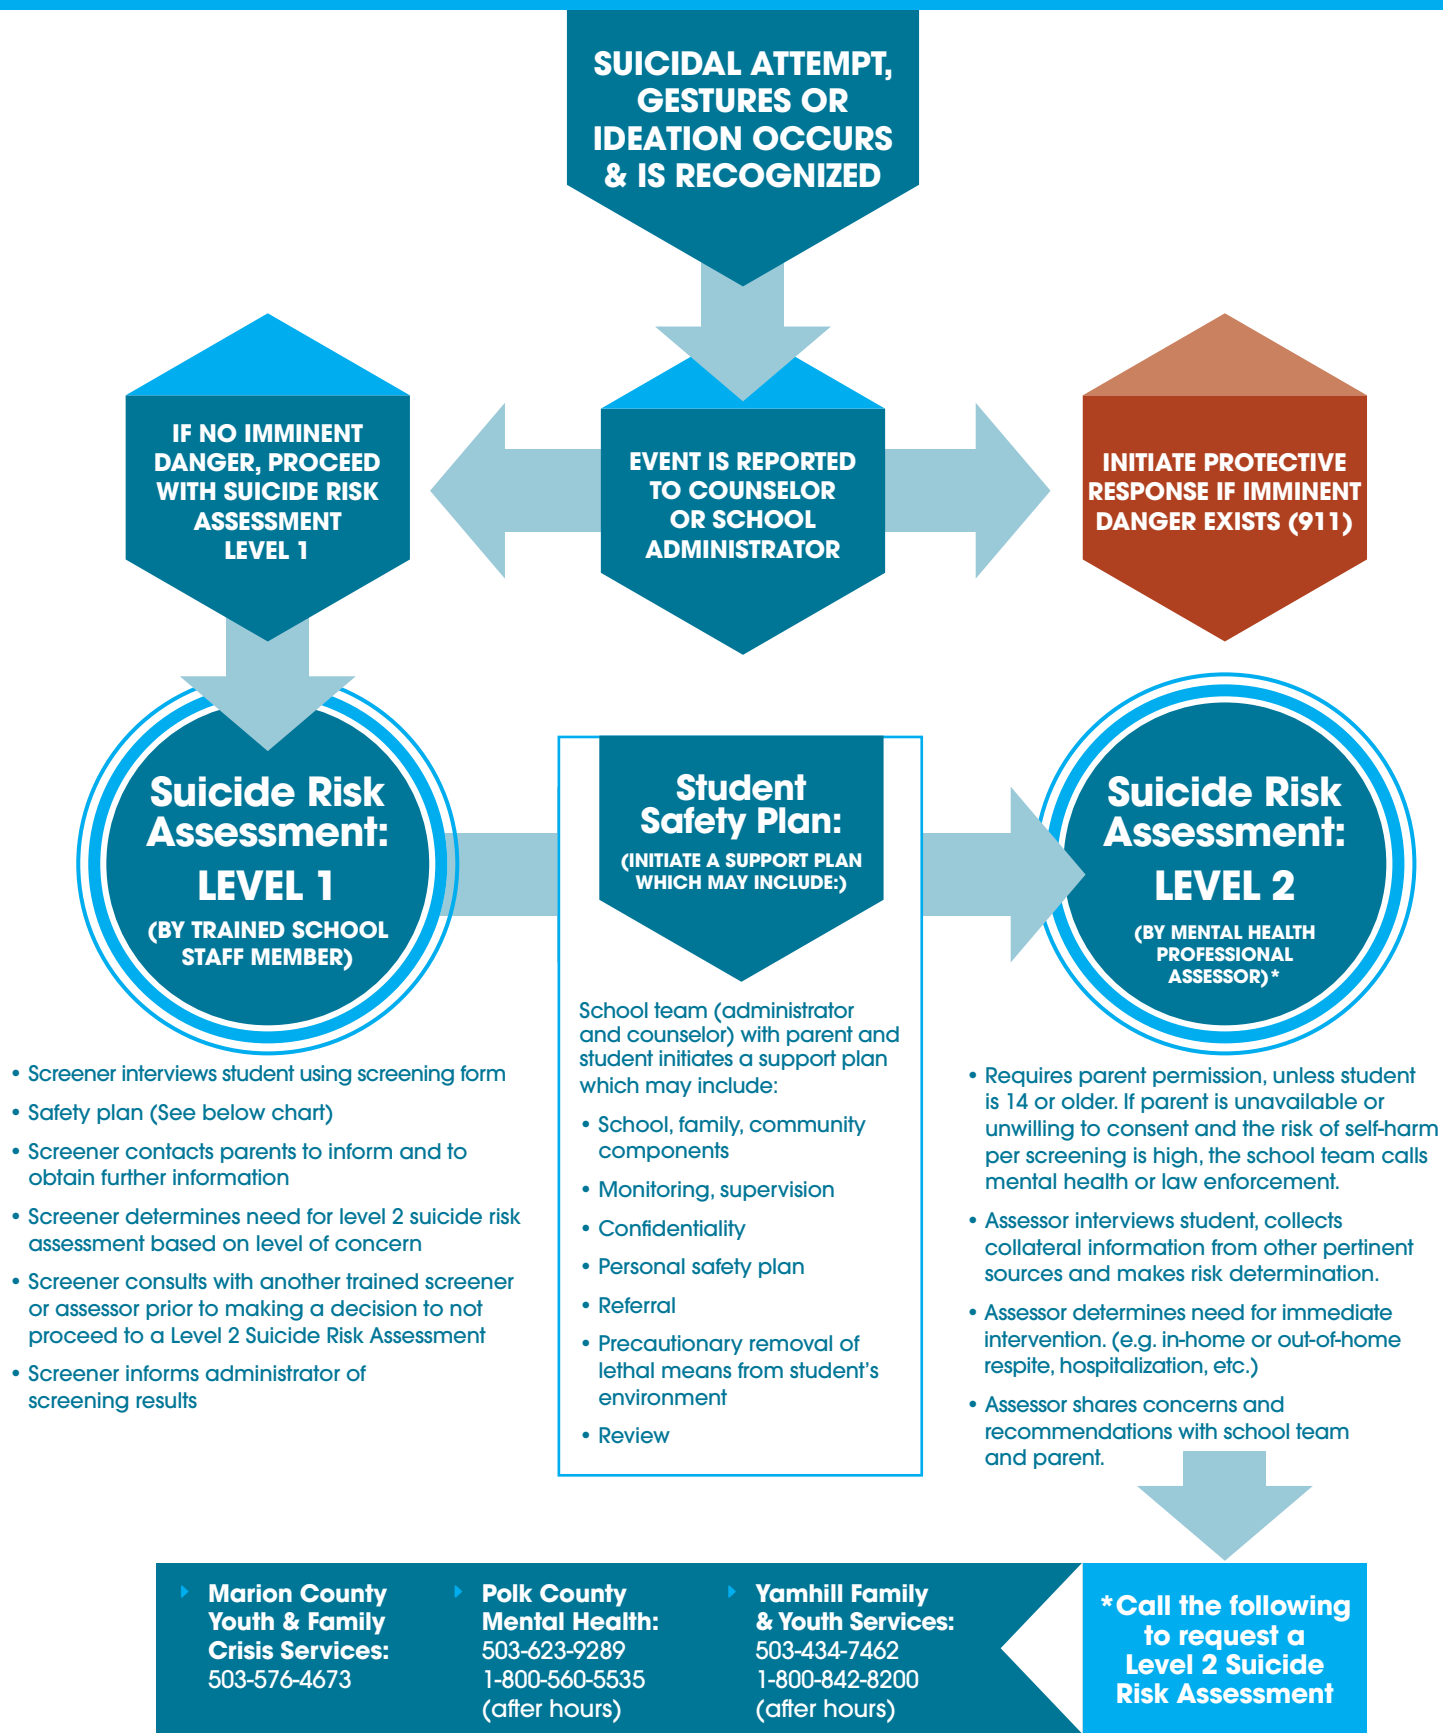 SUICIDAL ATTEMPT,
GESTURES OR
IDEATION OCCURS
& IS RECOGNIZED
IF NO IMMINENT
DANGER, PROCEED
WITH SUICIDE RISK
ASSESSMENT
LEVEL 1
EVENT IS REPORTED
TO COUNSELOR
OR SCHOOL
ADMINISTRATOR
INITIATE PROTECTIVE
RESPONSE IF IMMINENT
DANGER EXISTS (911)
Suicide Risk
Assessment:
LEVEL 1
(BY TRAINED SCHOOL
STAFF MEMBER)
• Screener interviews student using screening form
• Safety plan (See below chart)
• Screener contacts parents to inform and to
obtain further information
• Screener determines need for level 2 suicide risk
assessment based on level of concern
• Screener consults with another trained screener
or assessor prior to making a decision to not
proceed to a Level 2 Suicide Risk Assessment
• Screener informs administrator of
screening results
Student
Safety Plan:
(INITIATE A SUPPORT PLAN
WHICH MAY INCLUDE:)
School team (administrator
and counselor) with parent and
student initiates a support plan
which may include:
• School, family, community
components
• Monitoring, supervision
• Confidentiality
• Personal safety plan
• Referral
• Precautionary removal of
lethal means from student's
environment
• Review
Suicide Risk
Assessment:
LEVEL 2
(BY MENTAL HEALTH
PROFESSIONAL
ASSESSOR)*
• Requires parent permission, unless student
is 14 or older. If parent is unavailable or
unwilling to consent and the risk of self-harm
per screening is high, the school team calls
mental health or law enforcement.
• Assessor interviews student, collects
collateral information from other pertinent
sources and makes risk determination.
• Assessor determines need for immediate
intervention. (e.g. in-home or out-of-home
respite, hospitalization, etc.)
• Assessor shares concerns and
recommendations with school team
and parent.
Marion County
Youth & Family
Crisis Services:
503-576-4673
Polk County
Mental Health:
503-623-9289
1-800-560-5535
(after hours)
Yamhill Family
& Youth Services:
503-434-7462
1-800-842-8200
(after hours)
*Call the following
to request a
Level 2 Suicide
Risk Assessment